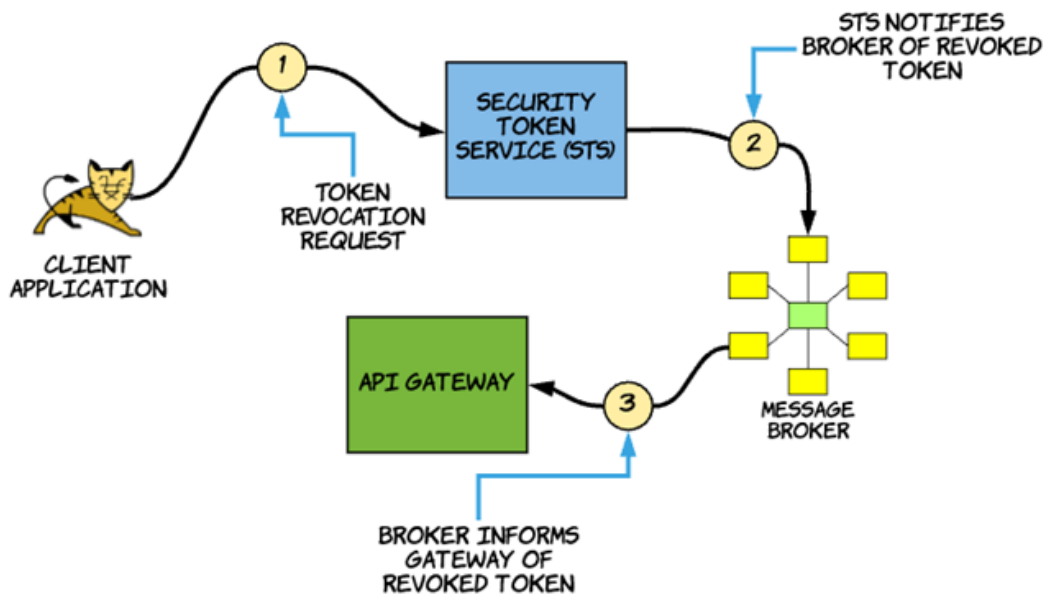 1
STS NOTIFIES
BROKER OF REVOKED
TOKEN
SECURITY
TOKEN
SERVICE (STS)
2
TOKEN
REVOCATION
REQUEST
CLIENT
APPLICATION
API GATEWAY
3
MESSAGE
BROKER
BROKER INFORMS
GATEWAY OF
REVOKED TOKEN